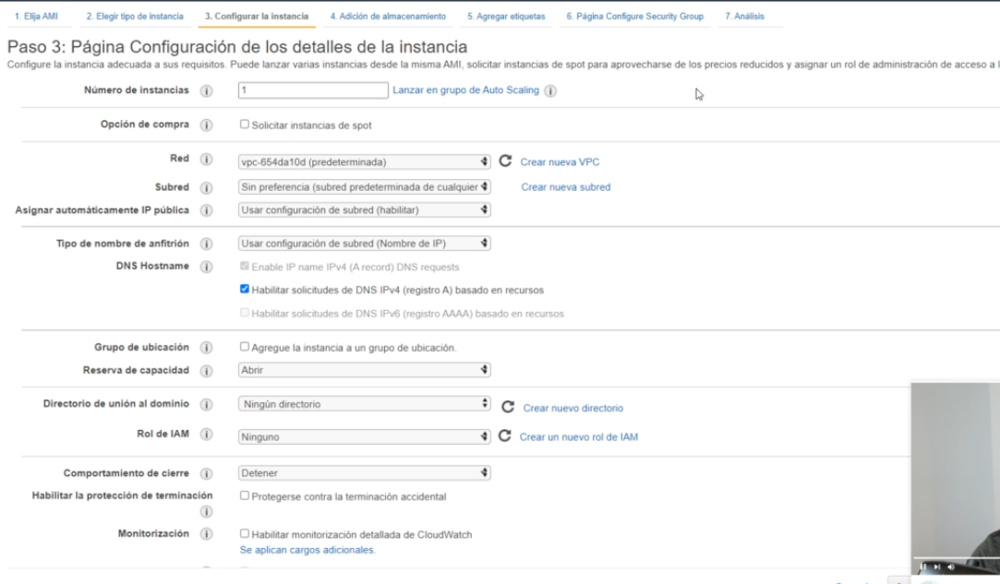 1. Elija AMI 2. Elegir tipo de instancia 3. Configurar la instancia 4. Adición de almacenamiento 5. Agregar etiquetas 6. Página Configure Security Group 7. Análisis
Paso 3: Página Configuración de los detalles de la instancia
Configure la instancia adecuada a sus requisitos. Puede lanzar varias instancias desde la misma AMI, solicitar instancias de spot para aprovecharse de los precios reducidos y asignar un rol de administración de acceso a l
Número de instancias 1 Lanzar en grupo de Auto Scaling
Opción de compra Solicitar instancias de spot
Red vpc-654da10d (predeterminada) Crear nueva VPC
Subred Sin preferencia (subred predeterminada de cualquier Crear nueva subred
Asignar automáticamente IP pública Usar configuración de subred (habilitar)
Tipo de nombre de anfitrión Usar configuración de subred (Nombre de IP)
DNS Hostname Enable IP name IPv4 (A record) DNS requests
Habilitar solicitudes de DNS IPv4 (registro A) basado en recursos
Habilitar solicitudes de DNS IPv6 (registro AAAA) basado en recursos
Grupo de ubicación Agregue la instancia a un grupo de ubicación.
Reserva de capacidad Abrir
Directorio de unión al dominio Ningún directorio Crear nuevo directorio
Rol de IAM Ninguno Crear un nuevo rol de IAM
Comportamiento de cierre Detener
Habilitar la protección de terminación Protegerse contra la terminación accidental
Monitorización Habilitar monitorización detallada de CloudWatch
Se aplican cargos adicionales.